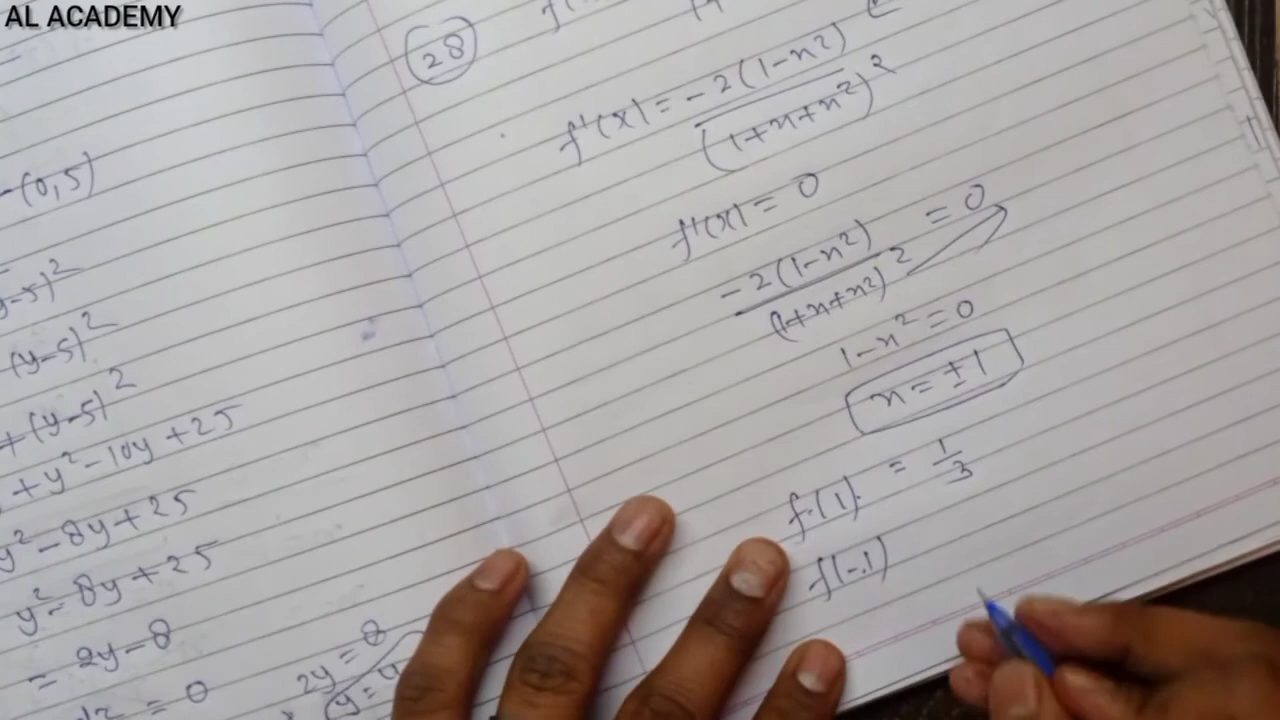 AL ACADEMY
-(0,5)
y-5)²
(y-5)²
+(y-5)²
+y²-10y+25
y²-8y+25
y²-8y+25
= 2y-8
= 0
2y = 8
28
f'(x) = -2(1-x²)
(1+x+x²)²
f'(x) = 0
-2(1-x²) = 0
(1+x+x²)²
1-x² = 0
x = ±1
f(1) = 1/3
f(-1)